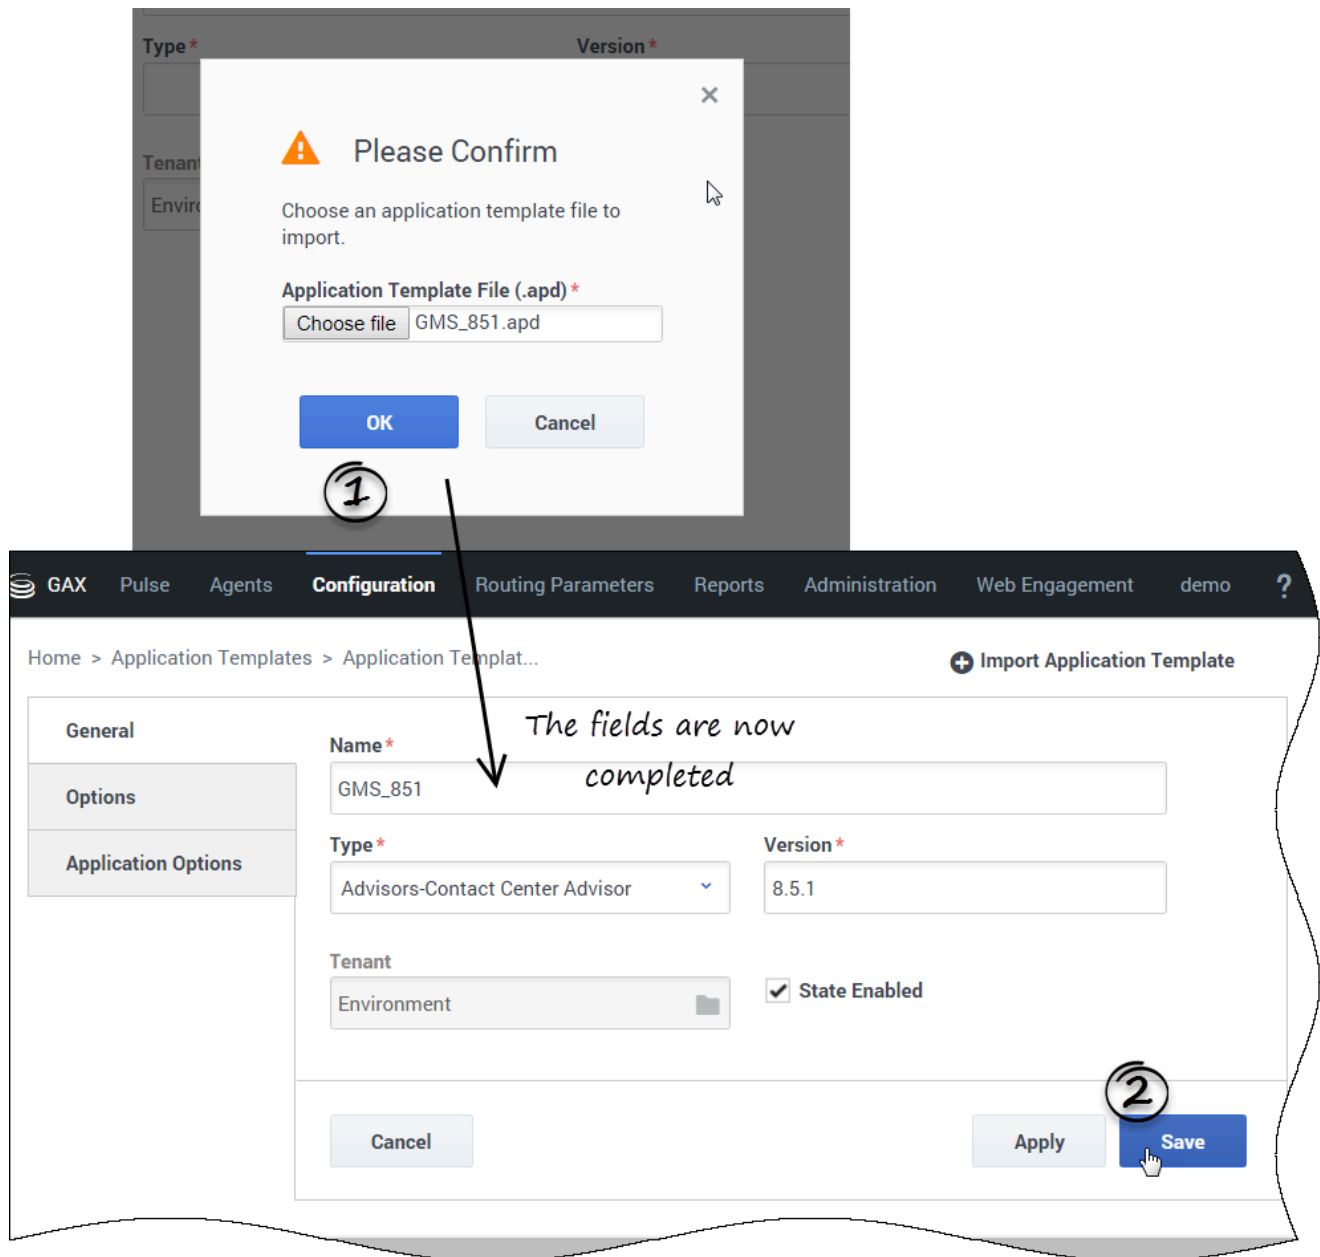 Type * Version *
Please Confirm
Tenant
Enviro
Choose an application template file to
import.
Application Template File (.apd) *
Choose file GMS_851.apd
OK Cancel
1
GAX Pulse Agents Configuration Routing Parameters Reports Administration Web Engagement demo ?
Home > Application Templates > Application Templat...
Import Application Template
General
Options
Application Options
The fields are now
completed
Name *
GMS_851
Type * Version *
Advisors-Contact Center Advisor 8.5.1
Tenant
Environment
State Enabled
2
Cancel Apply Save